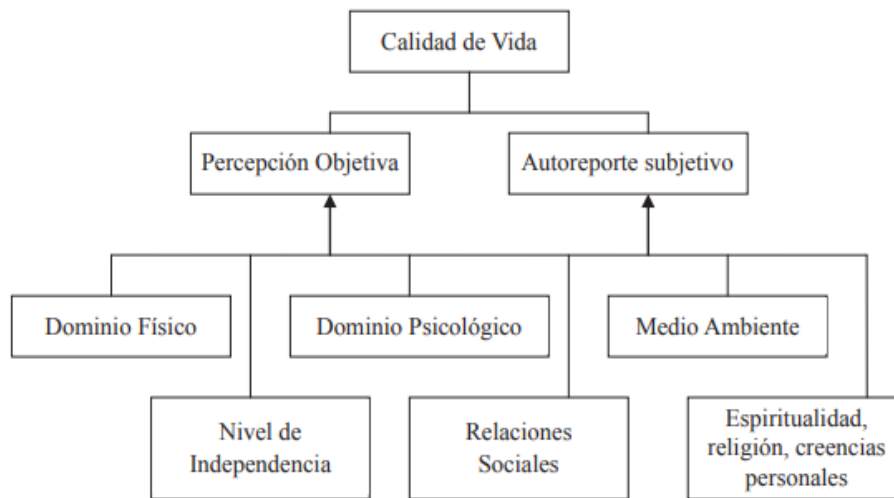 Calidad de Vida
Percepción Objetiva
Autoreporte subjetivo
Dominio Físico
Dominio Psicológico
Medio Ambiente
Nivel de
Independencia
Relaciones
Sociales
Espiritualidad,
religión, creencias
personales